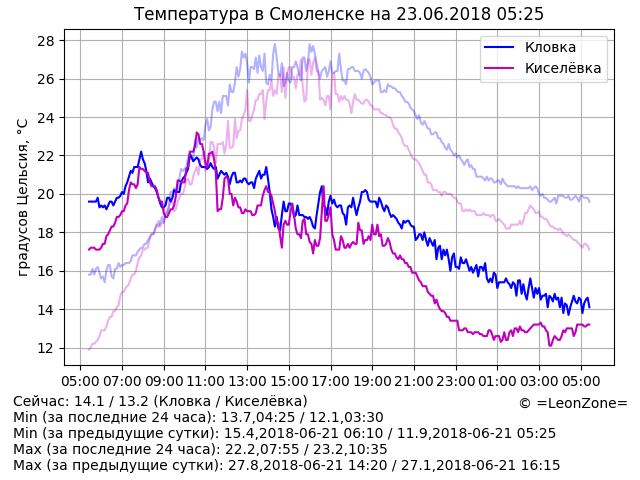 Температура в Смоленске на 23.06.2018 05:25
Кловка
Киселёвка
градусов Цельсия, °C
28
26
24
22
20
18
16
14
12
05:00 07:00 09:00 11:00 13:00 15:00 17:00 19:00 21:00 23:00 01:00 03:00 05:00
Сейчас: 14.1 / 13.2 (Кловка / Киселёвка)
© =LeonZone=
Min (за последние 24 часа): 13.7,04:25 / 12.1,03:30
Min (за предыдущие сутки): 15.4,2018-06-21 06:10 / 11.9,2018-06-21 05:25
Max (за последние 24 часа): 22.2,07:55 / 23.2,10:35
Max (за предыдущие сутки): 27.8,2018-06-21 14:20 / 27.1,2018-06-21 16:15